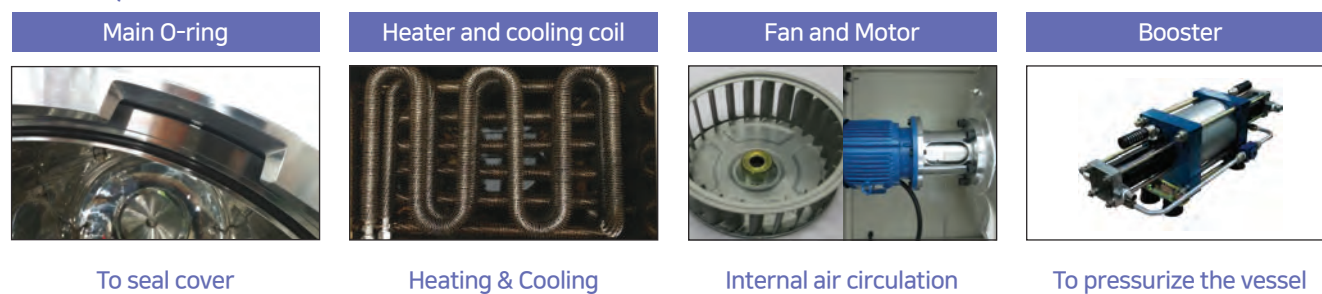 Main O-ring
Heater and cooling coil
Fan and Motor
Booster
To seal cover
Heating & Cooling
Internal air circulation
To pressurize the vessel